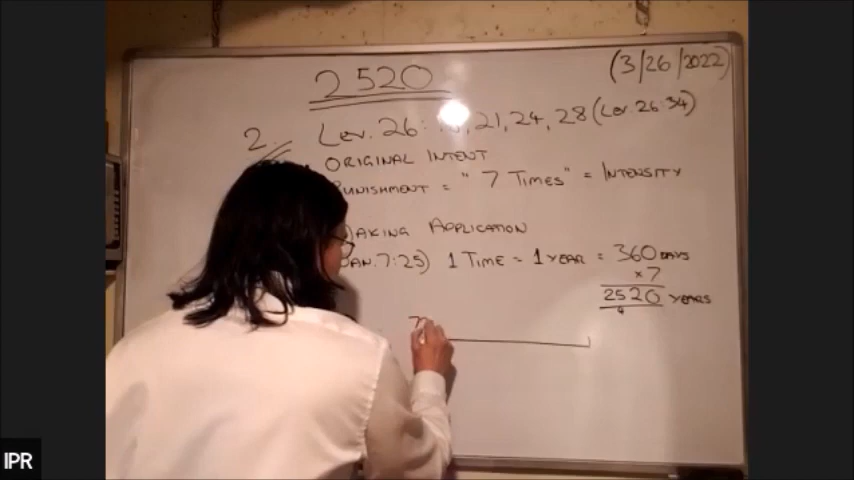 2520
(3/26/2022)
2. Lev. 26: 21, 24, 28 (Lev. 26:34)
ORIGINAL INTENT
PUNISHMENT = "7 TIMES" = INTENSITY
MAKING APPLICATION
DAN. 7:25) 1 TIME = 1 YEAR = 360 DAYS
x 7
2520 YEARS
7
IPR